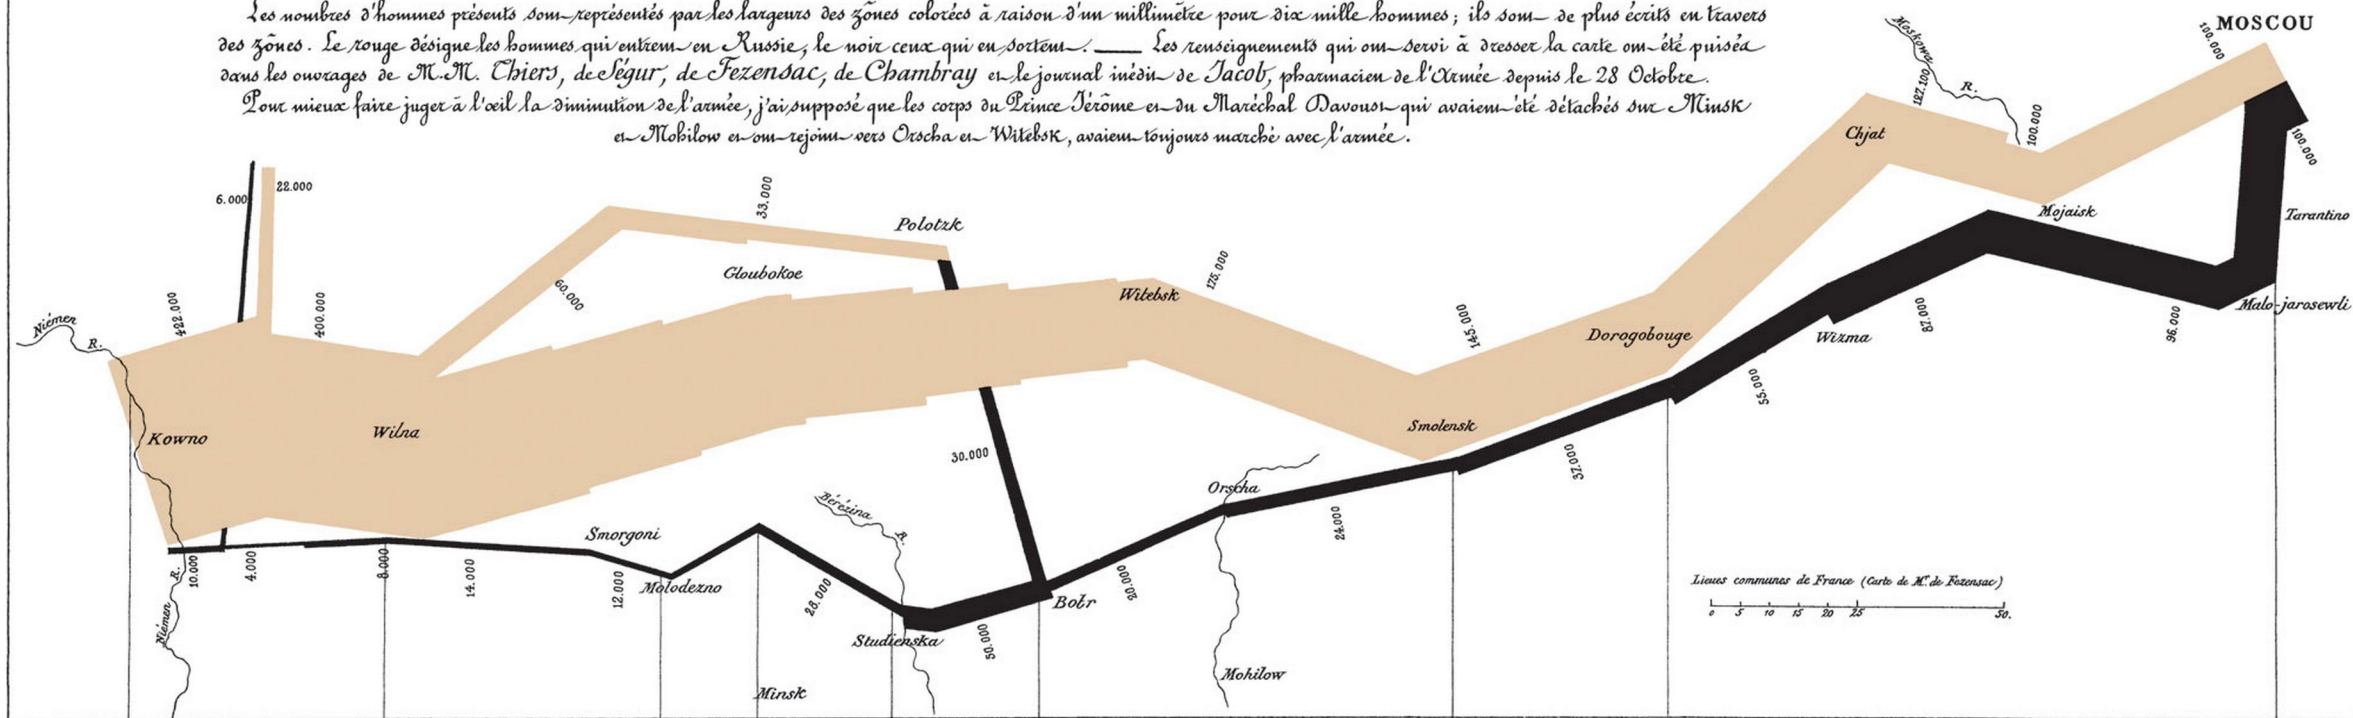 Les nombres d'hommes présents sont représentés par les largeurs des zônes colorées à raison d'un millimètre pour dix mille hommes; ils sont de plus écrits en travers
des zônes. Le rouge désigne les hommes qui entrent en Russie, le noir ceux qui en sortent. — Les renseignements qui ont servi à dresser la carte ont été puisés
dans les ouvrages de M.M. Thiers, de Ségur, de Fezensac, de Chambray et le journal inédit de Jacob, pharmacien de l'Armée depuis le 28 Octobre.
Pour mieux faire juger à l'œil la diminution de l'armée, j'ai supposé que les corps du Prince Jérôme et du Maréchal Davoust qui avaient été détachés sur Minsk
et Mohilow et ont rejoint vers Orscha et Witebsk, avaient toujours marché avec l'armée.
MOSCOU
100.000
Moskowa
R.
127.100
100.000
Chjat
100.000
Mojaisk
Tarantino
6.000
22.000
33.000
Polotzk
Gloubokoe
60.000
175.000
Witebsk
422.000
400.000
Niémen
R.
145.000
Dorogobouge
Wizma
87.000
96.000
Malo-jarosewli
55.000
Kowno
Wilna
Smolensk
37.000
30.000
Orscha
24.000
Bérézina
R.
Smorgoni
Molodezno
10.000
4.000
8.000
14.000
12.000
28.000
20.000
Bobr
Studienska
50.000
R.
Niémen
Minsk
Mohilow
Lieues communes de France (Carte de Mr. de Fezensac)
0 5 10 15 20 25 50.